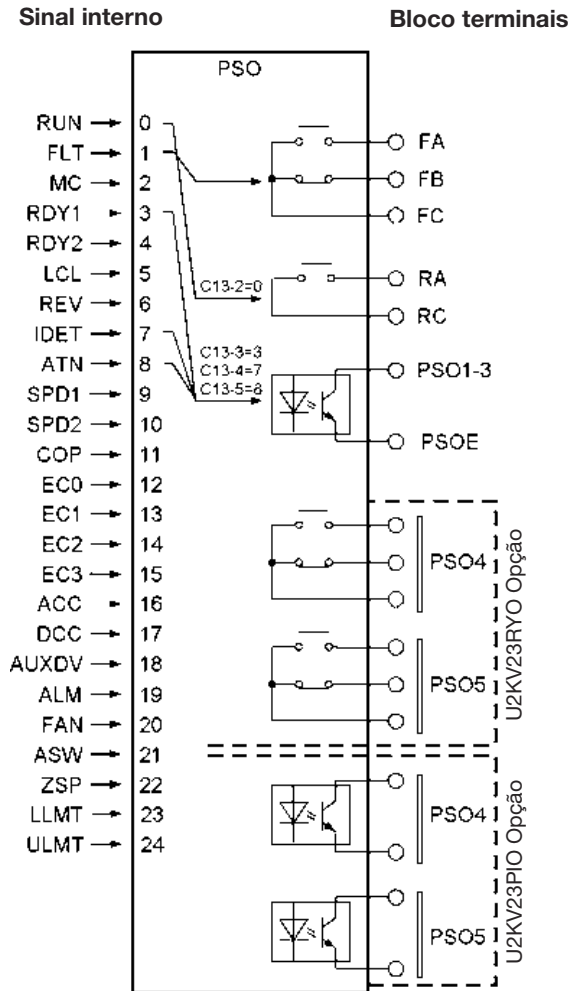 Sinal interno
Bloco terminais
PSO
RUN 0
FLT 1
MC 2
RDY1 3
RDY2 4
LCL 5
REV 6
IDET 7
ATN 8
SPD1 9
SPD2 10
COP 11
EC0 12
EC1 13
EC2 14
EC3 15
ACC 16
DCC 17
AUXDV 18
ALM 19
FAN 20
ASW 21
ZSP 22
LLMT 23
ULMT 24
C13-2=0
C13-3=3
C13-4=7
C13-5=8
FA
FB
FC
RA
RC
PSO1-3
PSOE
PSO4
PSO5
U2KV23RYO Opção
PSO4
PSO5
U2KV23PIO Opção